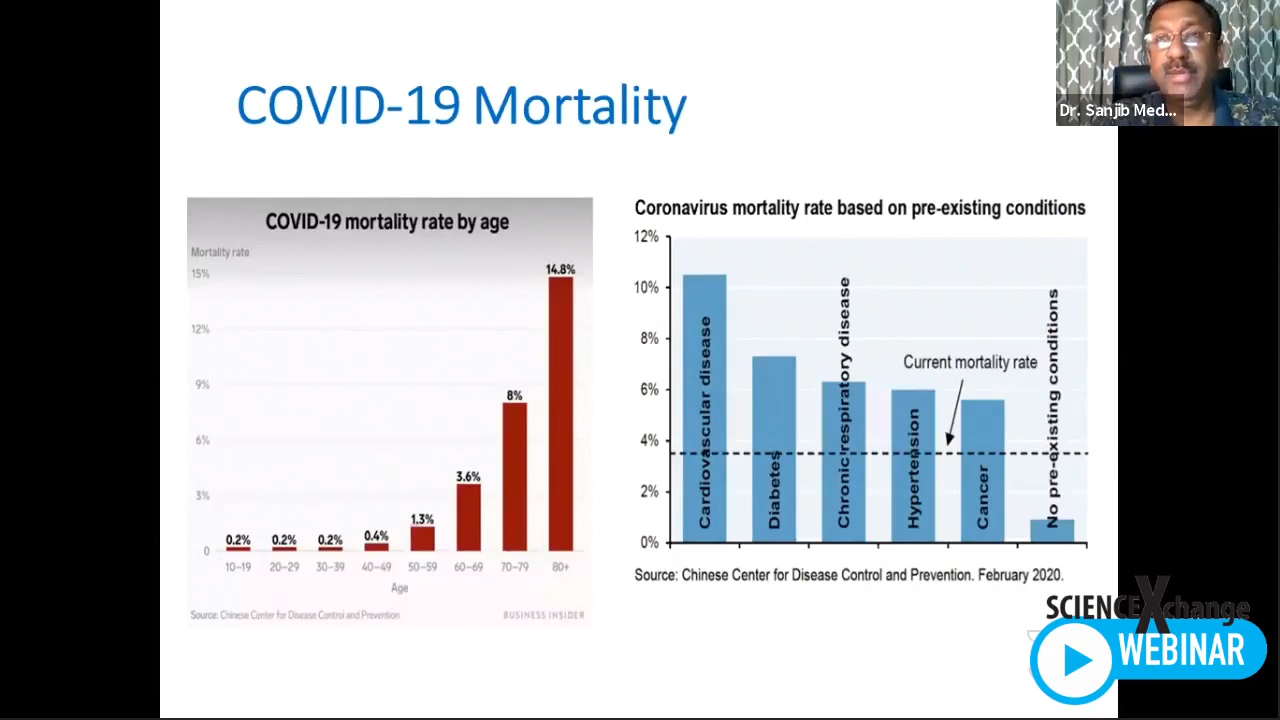 Dr. Sanjib Med...
COVID-19 Mortality
COVID-19 mortality rate by age
Mortality rate
15%
12%
9%
6%
3%
0
0.2%
0.2%
0.2%
0.4%
1.3%
3.6%
8%
14.8%
10–19
20–29
30–39
40–49
50–59
60–69
70–79
80+
Age
Source: Chinese Center for Disease Control and Prevention
BUSINESS INSIDER
Coronavirus mortality rate based on pre-existing conditions
12%
10%
8%
6%
4%
2%
0%
Cardiovascular disease
Diabetes
Chronic respiratory disease
Hypertension
Cancer
No pre-existing conditions
Current mortality rate
Source: Chinese Center for Disease Control and Prevention. February 2020.
SCIENCEXchange
WEBINAR